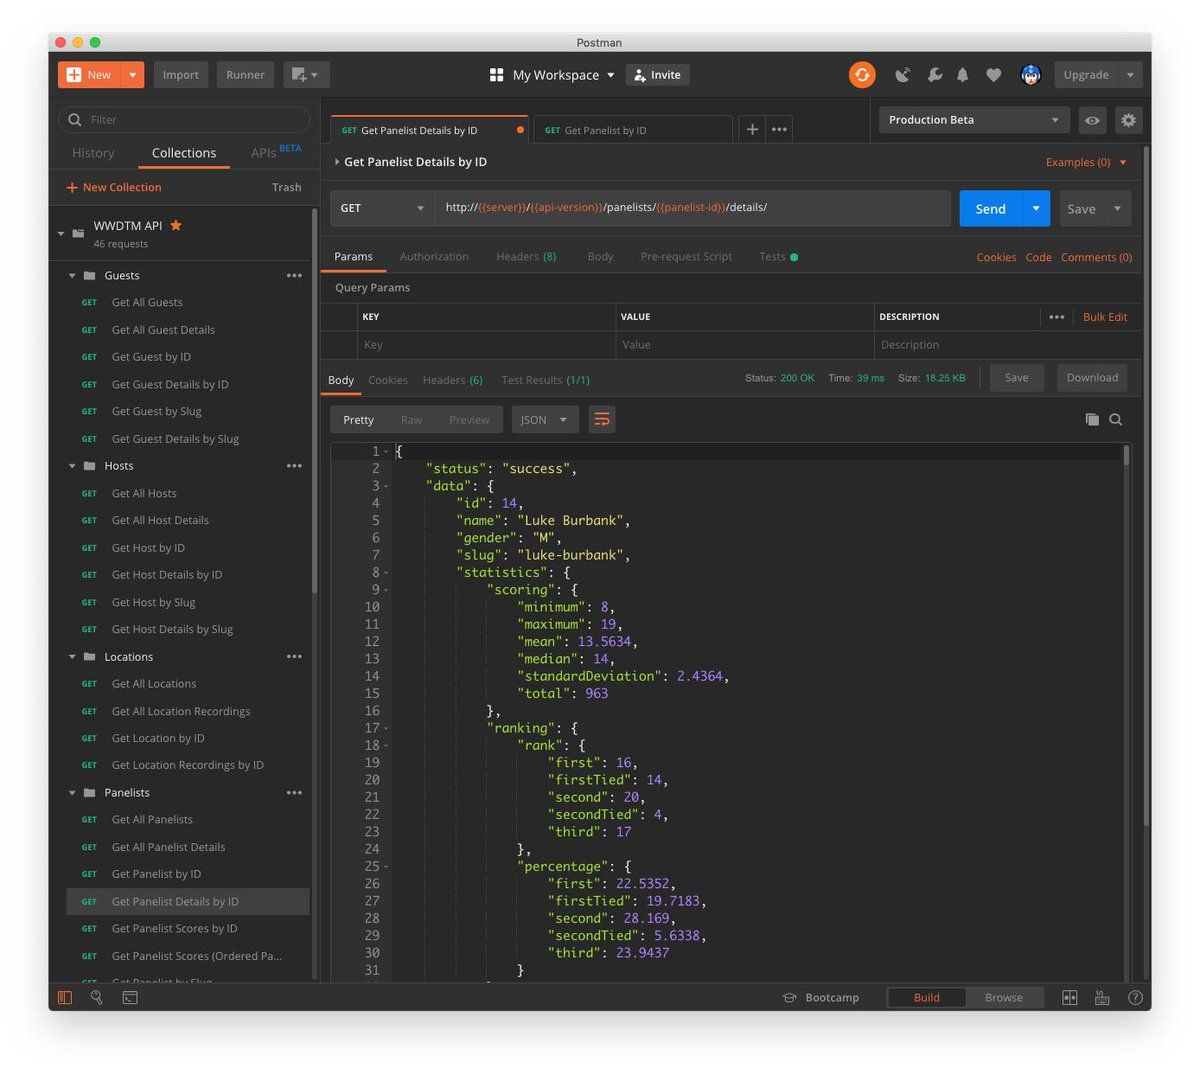 Postman
New
Import
Runner
My Workspace
Invite
Upgrade
Filter
History
Collections
APIs BETA
New Collection
Trash
WWDTM API
46 requests
Guests
GET Get All Guests
GET Get All Guest Details
GET Get Guest by ID
GET Get Guest Details by ID
GET Get Guest by Slug
GET Get Guest Details by Slug
Hosts
GET Get All Hosts
GET Get All Host Details
GET Get Host by ID
GET Get Host Details by ID
GET Get Host by Slug
GET Get Host Details by Slug
Locations
GET Get All Locations
GET Get All Location Recordings
GET Get Location by ID
GET Get Location Recordings by ID
Panelists
GET Get All Panelists
GET Get All Panelist Details
GET Get Panelist by ID
GET Get Panelist Details by ID
GET Get Panelist Scores by ID
GET Get Panelist Scores (Ordered Pa...
GET Get Panelist by Slug
GET Get Panelist Details by ID
GET Get Panelist by ID
Production Beta
Get Panelist Details by ID
Examples (0)
GET
http://{{server}}/{{api-version}}/panelists/{{panelist-id}}/details/
Send
Save
Params
Authorization
Headers (8)
Body
Pre-request Script
Tests
Cookies
Code
Comments (0)
Query Params
KEY
VALUE
DESCRIPTION
Bulk Edit
Key
Value
Description
Body
Cookies
Headers (6)
Test Results (1/1)
Status: 200 OK
Time: 39 ms
Size: 18.25 KB
Save
Download
Pretty
Raw
Preview
JSON
1 {
2 "status": "success",
3 "data": {
4 "id": 14,
5 "name": "Luke Burbank",
6 "gender": "M",
7 "slug": "luke-burbank",
8 "statistics": {
9 "scoring": {
10 "minimum": 8,
11 "maximum": 19,
12 "mean": 13.5634,
13 "median": 14,
14 "standardDeviation": 2.4364,
15 "total": 963
16 },
17 "ranking": {
18 "rank": {
19 "first": 16,
20 "firstTied": 14,
21 "second": 20,
22 "secondTied": 4,
23 "third": 17
24 },
25 "percentage": {
26 "first": 22.5352,
27 "firstTied": 19.7183,
28 "second": 28.169,
29 "secondTied": 5.6338,
30 "third": 23.9437
31 }
Bootcamp
Build
Browse